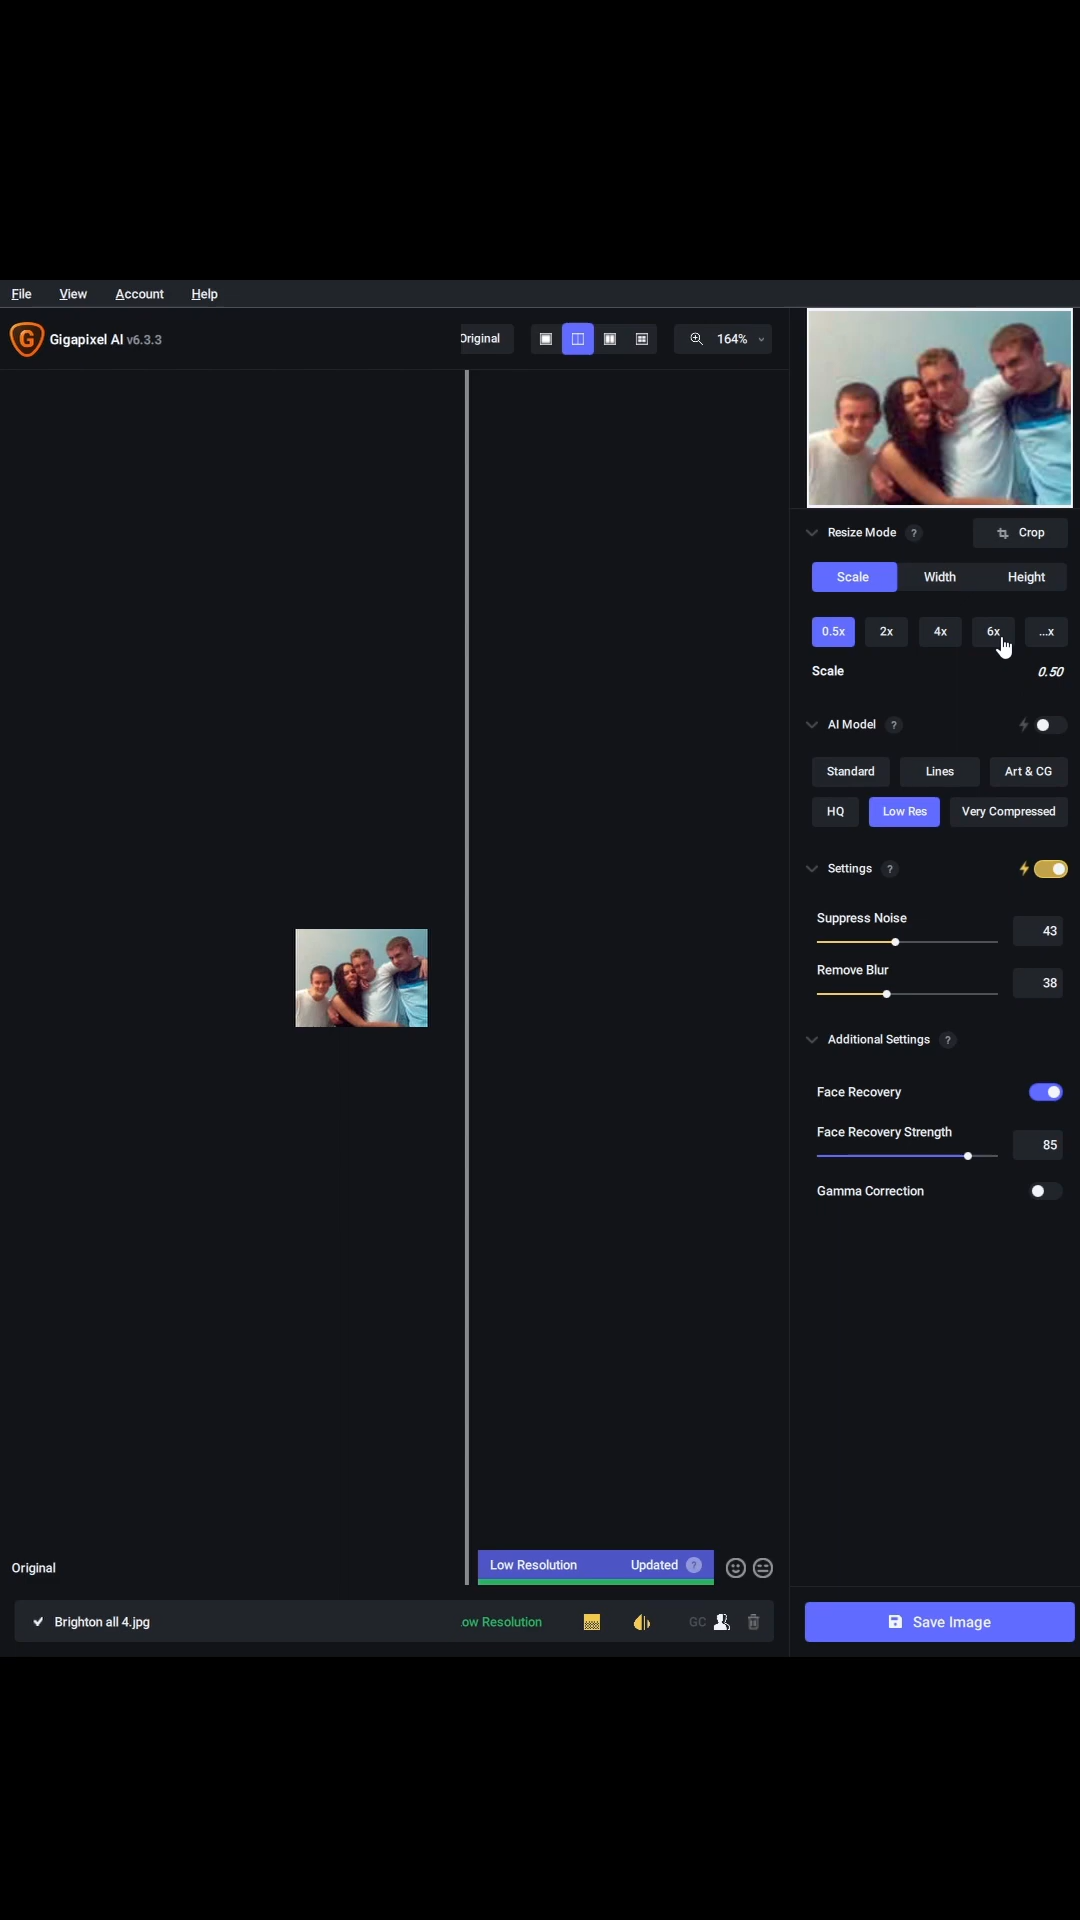 File View Account Help
Gigapixel AI v6.3.3
Original
164%
Resize Mode ? Crop
Scale Width Height
0.5x 2x 4x 6x ...x
Scale 0.50
AI Model ?
Standard Lines Art & CG
HQ Low Res Very Compressed
Settings ?
Suppress Noise 43
Remove Blur 38
Additional Settings ?
Face Recovery
Face Recovery Strength 85
Gamma Correction
Original
Low Resolution Updated ?
Brighton all 4.jpg ow Resolution GC
Save Image